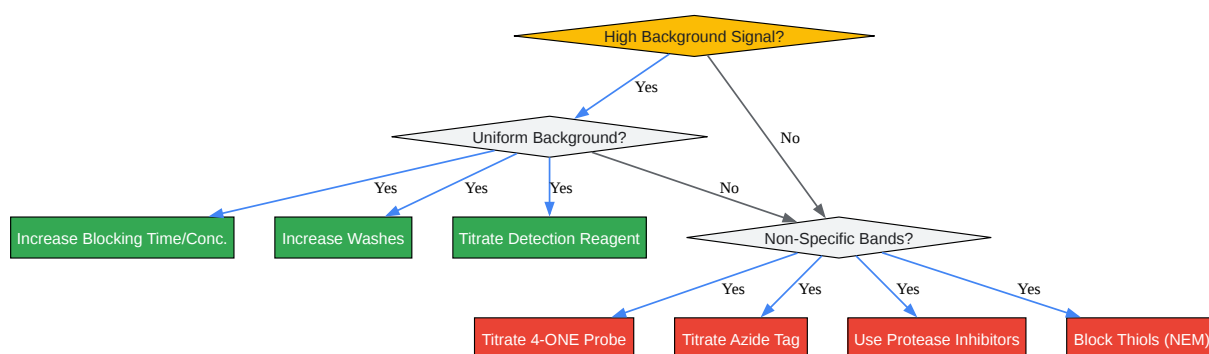 High Background Signal?
Yes
Uniform Background?
No
Yes
Yes
Yes
No
Increase Blocking Time/Conc.
Increase Washes
Titrate Detection Reagent
Non-Specific Bands?
Yes
Yes
Yes
Yes
Titrate 4-ONE Probe
Titrate Azide Tag
Use Protease Inhibitors
Block Thiols (NEM)